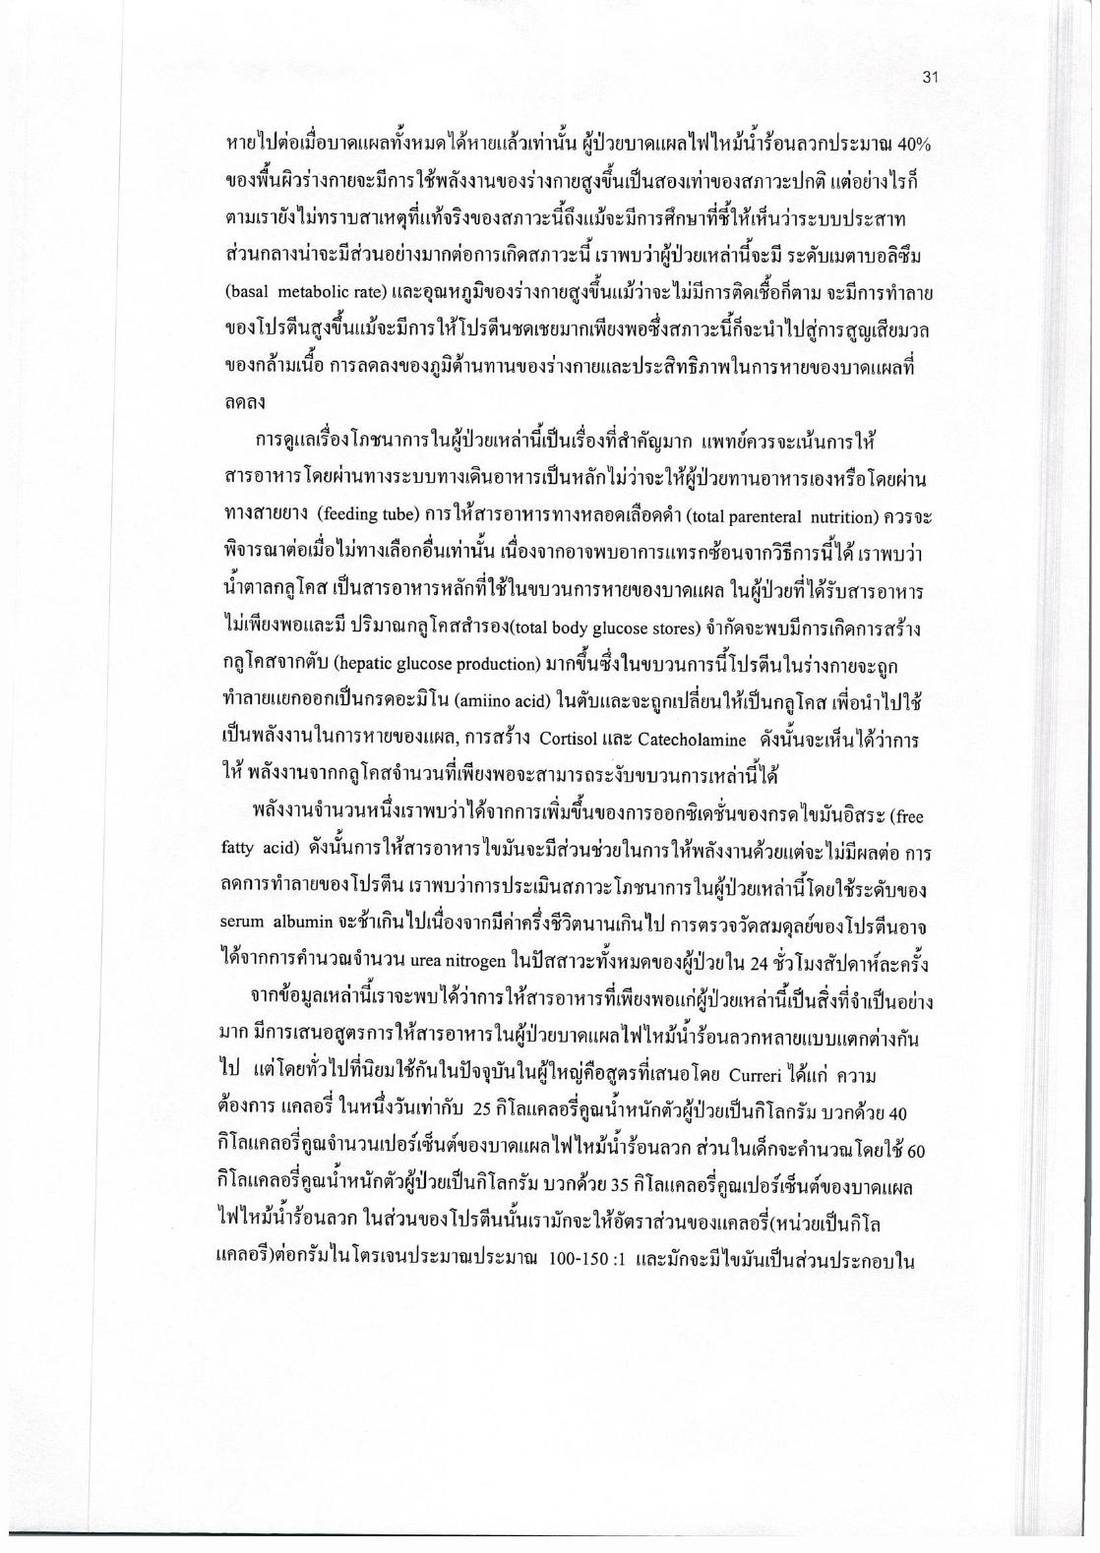 31
หายไปต่อเมื่อบาดแผลทั้งหมดได้หายแล้วเท่านั้น ผู้ป่วยบาดแผลไฟไหม้น้ำร้อนลวกประมาณ 40%
ของพื้นผิวร่างกายจะมีการใช้พลังงานของร่างกายสูงขึ้นเป็นสองเท่าของสภาวะปกติ แต่อย่างไรก็
ตามเรายังไม่ทราบสาเหตุที่แท้จริงของสภาวะนี้ถึงแม้จะมีการศึกษาที่ชี้ให้เห็นว่าระบบประสาท
ส่วนกลางน่าจะมีส่วนอย่างมากต่อการเกิดสภาวะนี้ เราพบว่าผู้ป่วยเหล่านี้จะมี ระดับเมตาบอลิซึม
(basal metabolic rate) และอุณหภูมิของร่างกายสูงขึ้นแม้ว่าจะไม่มีการติดเชื้อก็ตาม จะมีการทำลาย
ของโปรตีนสูงขึ้นแม้จะมีการให้โปรตีนชดเชยมากเพียงพอซึ่งสภาวะนี้ก็จะนำไปสู่การสูญเสียมวล
ของกล้ามเนื้อ การลดลงของภูมิต้านทานของร่างกายและประสิทธิภาพในการหายของบาดแผลที่
ลดลง
การดูแลเรื่องโภชนาการในผู้ป่วยเหล่านี้เป็นเรื่องที่สำคัญมาก แพทย์ควรจะเน้นการให้
สารอาหารโดยผ่านทางระบบทางเดินอาหารเป็นหลักไม่ว่าจะให้ผู้ป่วยทานอาหารเองหรือโดยผ่าน
ทางสายยาง (feeding tube) การให้สารอาหารทางหลอดเลือดดำ (total parenteral nutrition) ควรจะ
พิจารณาต่อเมื่อไม่ทางเลือกอื่นเท่านั้น เนื่องจากอาจพบอาการแทรกซ้อนจากวิธีการนี้ได้ เราพบว่า
น้ำตาลกลูโคส เป็นสารอาหารหลักที่ใช้ในขบวนการหายของบาดแผล ในผู้ป่วยที่ได้รับสารอาหาร
ไม่เพียงพอและมี ปริมาณกลูโคสสำรอง(total body glucose stores) จำกัดจะพบมีการเกิดการสร้าง
กลูโคสจากตับ (hepatic glucose production) มากขึ้นซึ่งในขบวนการนี้โปรตีนในร่างกายจะถูก
ทำลายแยกออกเป็นกรดอะมิโน (amiino acid) ในตับและจะถูกเปลี่ยนให้เป็นกลูโคส เพื่อนำไปใช้
เป็นพลังงานในการหายของแผล, การสร้าง Cortisol และ Catecholamine ดังนั้นจะเห็นได้ว่าการ
ให้ พลังงานจากกลูโคสจำนวนที่เพียงพอจะสามารถระงับขบวนการเหล่านี้ได้
พลังงานจำนวนหนึ่งเราพบว่าได้จากการเพิ่มขึ้นของการออกซิเดชั่นของกรดไขมันอิสระ (free
fatty acid) ดังนั้นการให้สารอาหารไขมันจะมีส่วนช่วยในการให้พลังงานด้วยแต่จะไม่มีผลต่อ การ
ลดการทำลายของโปรตีน เราพบว่าการประเมินสภาวะโภชนาการในผู้ป่วยเหล่านี้โดยใช้ระดับของ
serum albumin จะช้าเกินไปเนื่องจากมีค่าครึ่งชีวิตนานเกินไป การตรวจวัดสมดุลย์ของโปรตีนอาจ
ได้จากการคำนวณจำนวน urea nitrogen ในปัสสาวะทั้งหมดของผู้ป่วยใน 24 ชั่วโมงสัปดาห์ละครั้ง
จากข้อมูลเหล่านี้เราจะพบได้ว่าการให้สารอาหารที่เพียงพอแก่ผู้ป่วยเหล่านี้เป็นสิ่งที่จำเป็นอย่าง
มาก มีการเสนอสูตรการให้สารอาหารในผู้ป่วยบาดแผลไฟไหม้น้ำร้อนลวกหลายแบบแตกต่างกัน
ไป แต่โดยทั่วไปที่นิยมใช้กันในปัจจุบันในผู้ใหญ่คือสูตรที่เสนอโดย Curreri ได้แก่ ความ
ต้องการ แคลอรี่ ในหนึ่งวันเท่ากับ 25 กิโลแคลอรี่คูณน้ำหนักตัวผู้ป่วยเป็นกิโลกรัม บวกด้วย 40
กิโลแคลอรี่คูณจำนวนเปอร์เซ็นต์ของบาดแผลไฟไหม้น้ำร้อนลวก ส่วนในเด็กจะคำนวณโดยใช้ 60
กิโลแคลอรี่คูณน้ำหนักตัวผู้ป่วยเป็นกิโลกรัม บวกด้วย 35 กิโลแคลอรี่คูณเปอร์เซ็นต์ของบาดแผล
ไฟไหม้น้ำร้อนลวก ในส่วนของโปรตีนนั้นเรามักจะให้อัตราส่วนของแคลอรี่(หน่วยเป็นกิโล
แคลอรี)ต่อกรัมไนโตรเจนประมาณประมาณ 100-150 :1 และมักจะมีไขมันเป็นส่วนประกอบใน